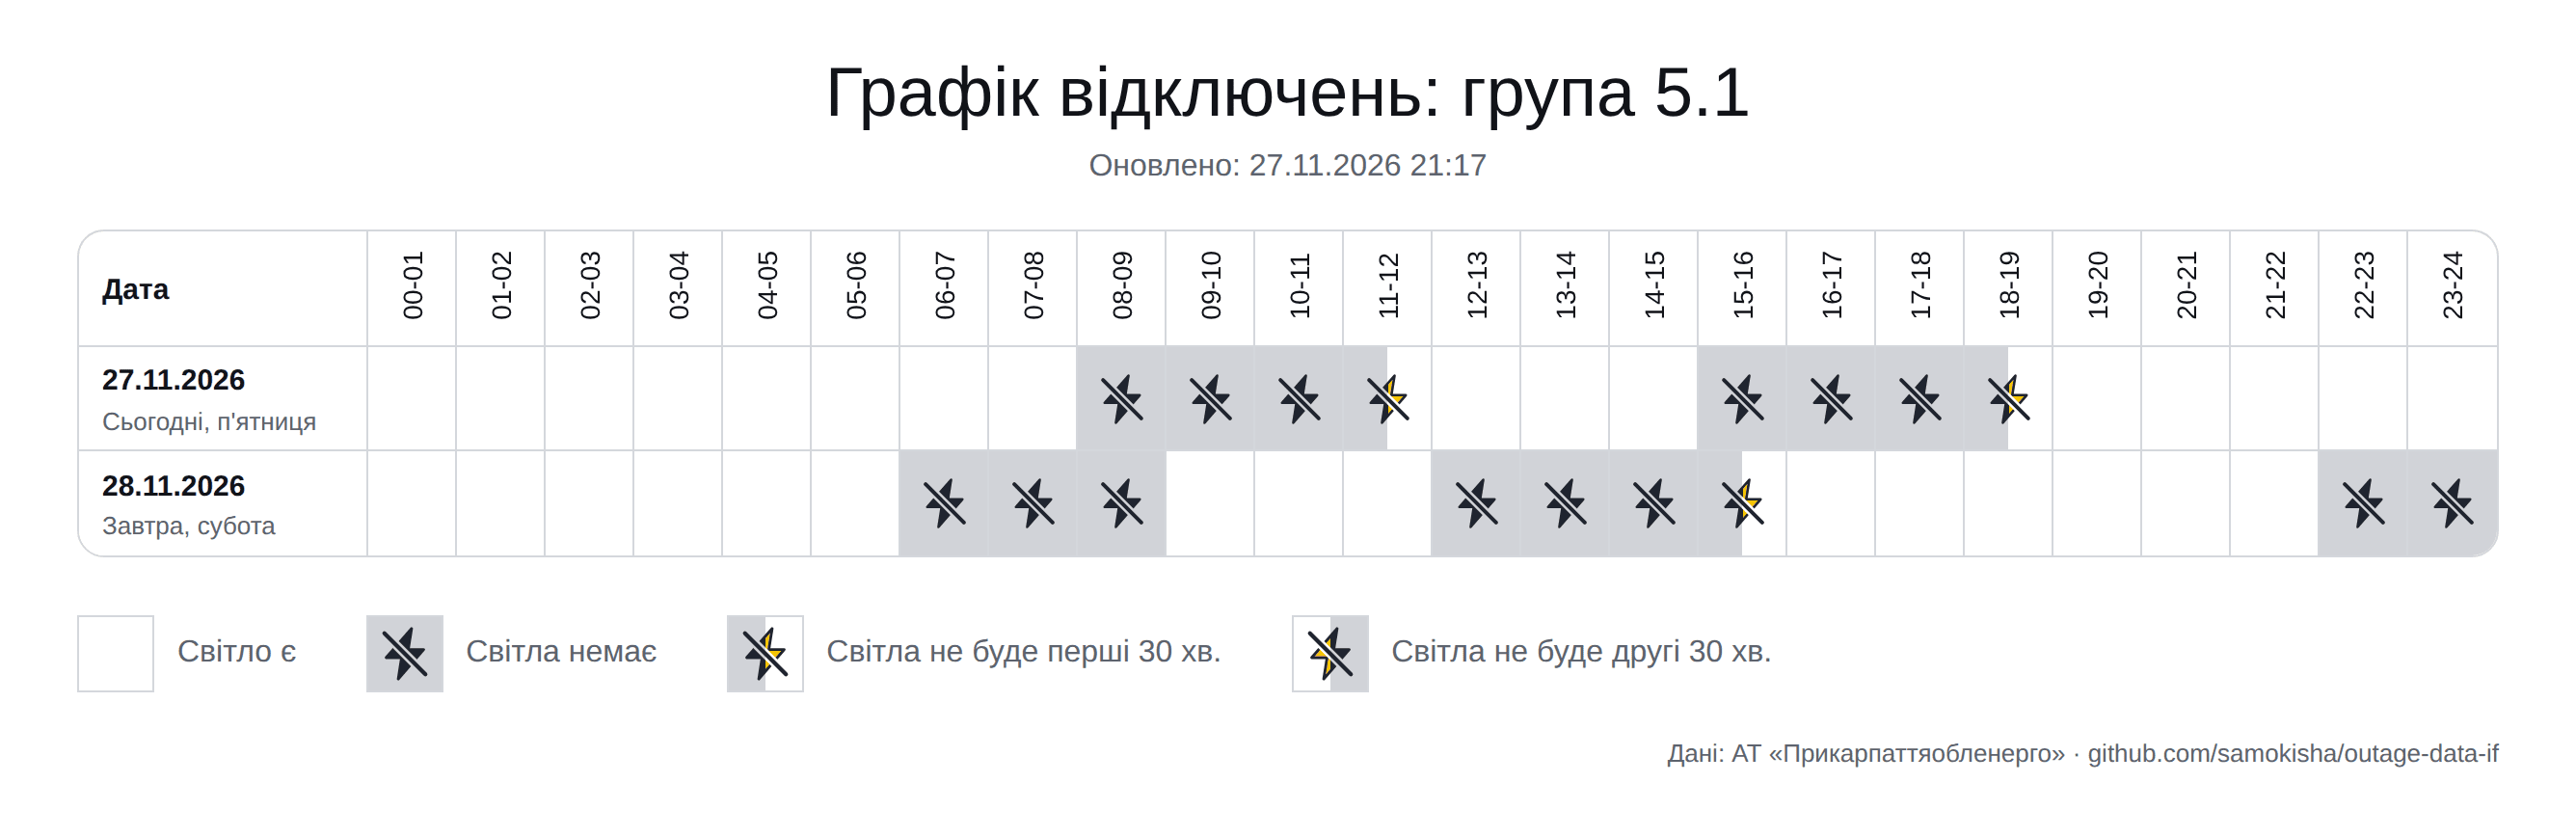 Графік відключень: група 5.1
Оновлено: 27.11.2026 21:17
Дата 00-01 01-02 02-03 03-04 04-05 05-06 06-07 07-08 08-09 09-10 10-11 11-12 12-13 13-14 14-15 15-16 16-17 17-18 18-19 19-20 20-21 21-22 22-23 23-24
27.11.2026
Сьогодні, п'ятниця
28.11.2026
Завтра, субота
Світло є Світла немає Світла не буде перші 30 хв. Світла не буде другі 30 хв.
Дані: АТ «Прикарпаттяобленерго» · github.com/samokisha/outage-data-if